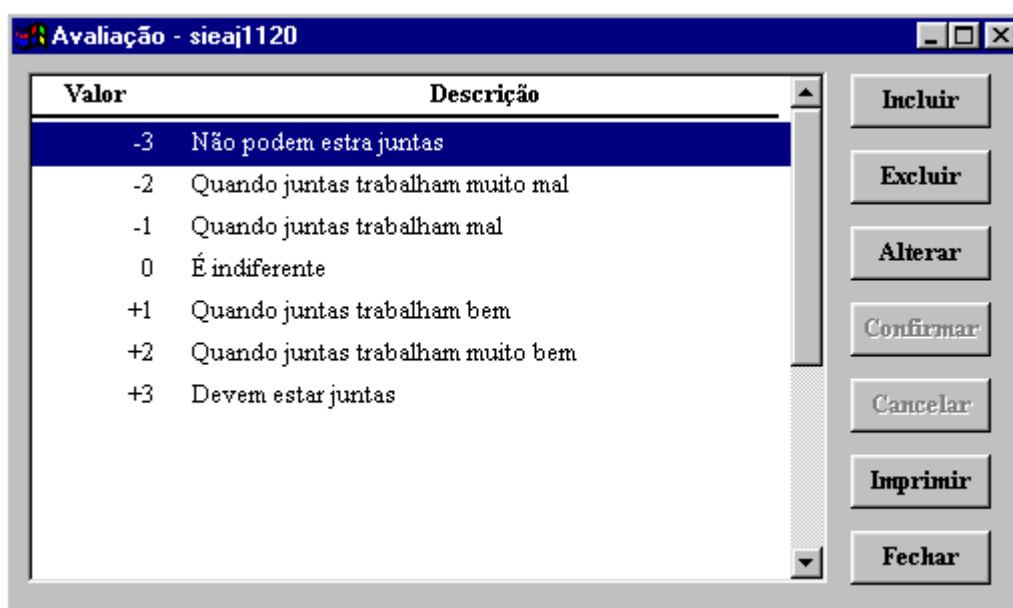 Avaliação - sieaj1120
Valor Descrição
-3 Não podem estra juntas
-2 Quando juntas trabalham muito mal
-1 Quando juntas trabalham mal
0 É indiferente
+1 Quando juntas trabalham bem
+2 Quando juntas trabalham muito bem
+3 Devem estar juntas
Incluir
Excluir
Alterar
Confirmar
Cancelar
Imprimir
Fechar